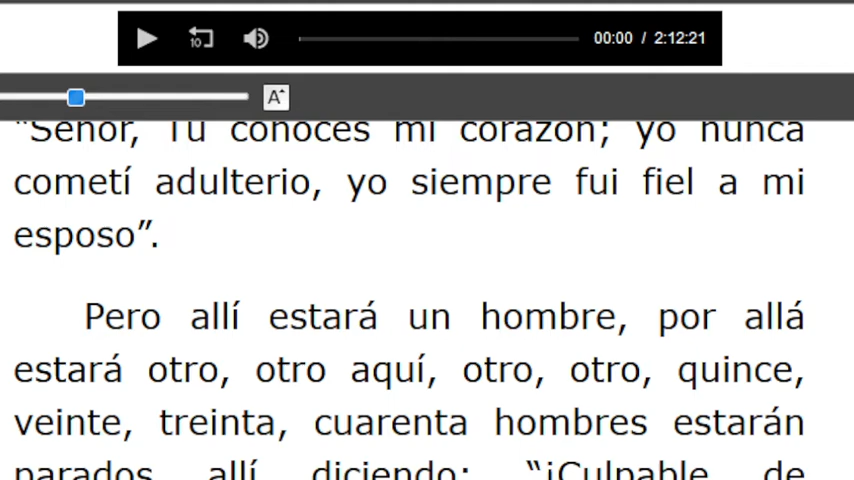 10
00:00 / 2:12:21
A
“Señor, Tú conoces mi corazón; yo nunca
cometí adulterio, yo siempre fui fiel a mi
esposo”.
Pero allí estará un hombre, por allá
estará otro, otro aquí, otro, otro, quince,
veinte, treinta, cuarenta hombres estarán
parados allí diciendo: “¡Culpable de